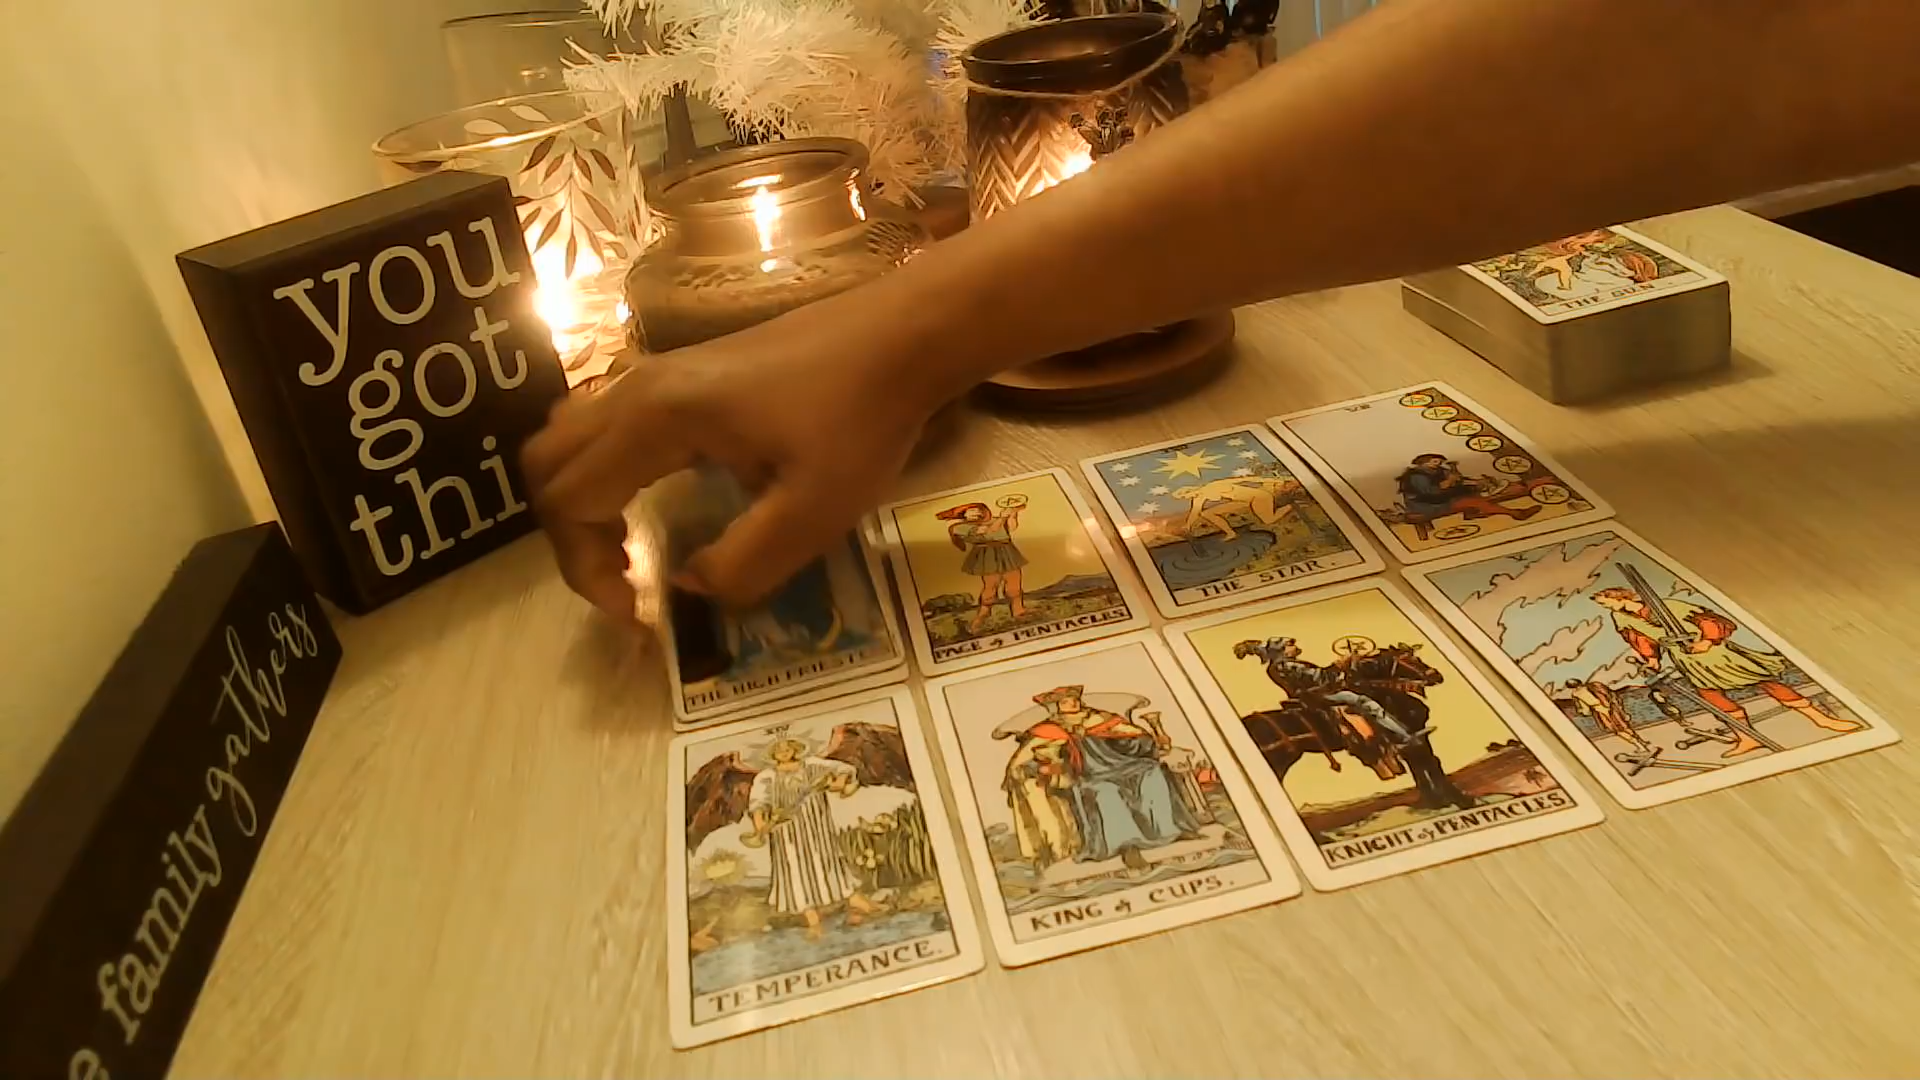 you
got
thi
family gathers
THE SUN.
THE STAR.
PAGE of PENTACLES
THE HIGH PRIESTE
KNIGHT of PENTACLES
KING of CUPS.
XIV
TEMPERANCE.